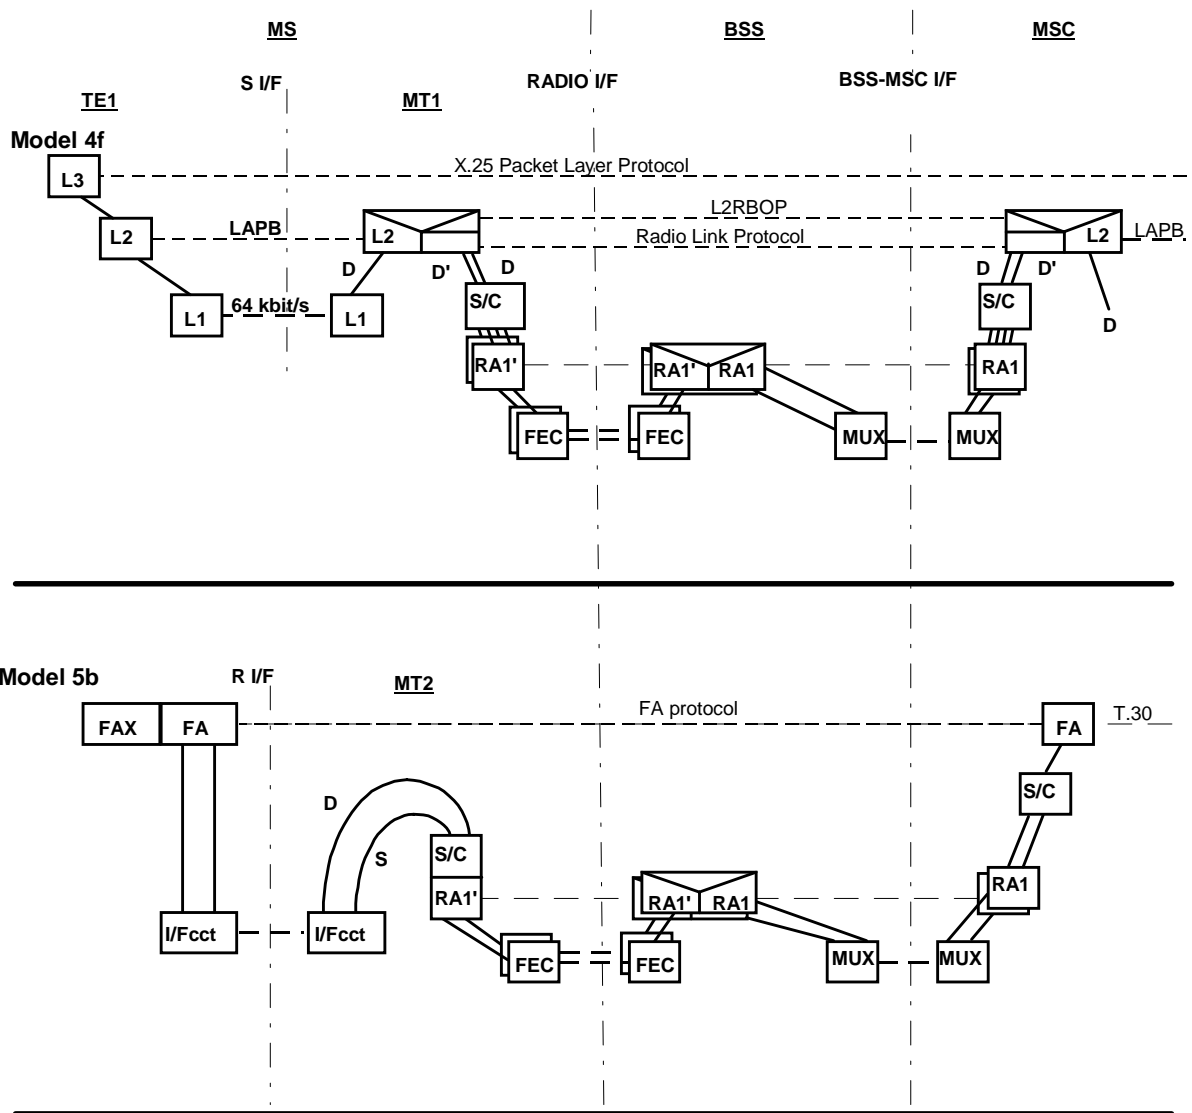 MS BSS MSC
S I/F RADIO I/F BSS-MSC I/F
TE1 MT1
Model 4f
X.25 Packet Layer Protocol
L3
L2RBOP
L2 LAPB L2 Radio Link Protocol L2 LAPB
D D' D D D'
L1 64 kbit/s L1 S/C S/C D
RA1' RA1' RA1 RA1
FEC FEC MUX MUX
Model 5b R I/F MT2
FAX FA FA protocol FA T.30
D S/C
S S/C
RA1' RA1' RA1 RA1
I/Fcct I/Fcct FEC FEC MUX MUX